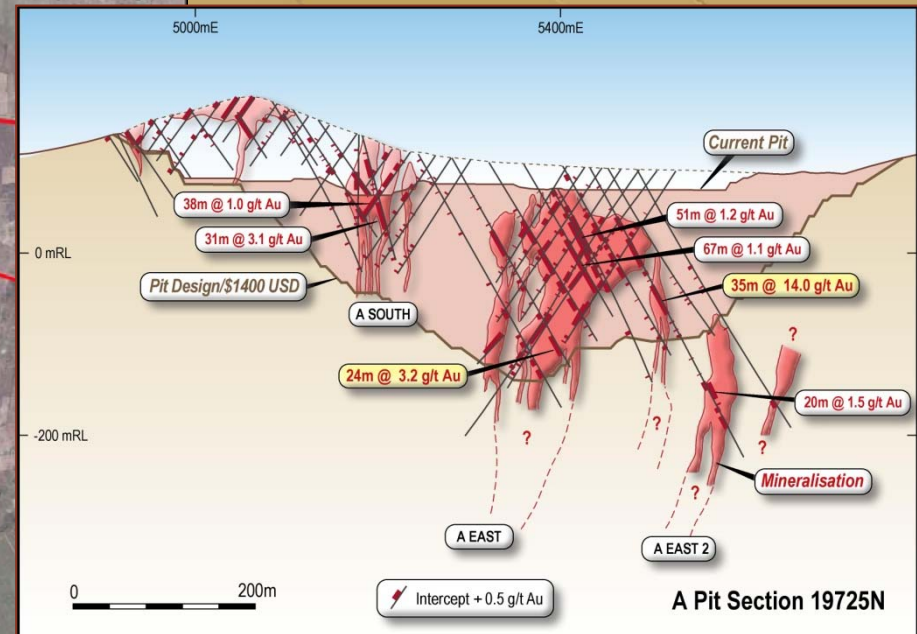 5000mE
5400mE
Current Pit
38m @ 1.0 g/t Au
51m @ 1.2 g/t Au
31m @ 3.1 g/t Au
67m @ 1.1 g/t Au
0 mRL
Pit Design/$1400 USD
35m @ 14.0 g/t Au
A SOUTH
?
24m @ 3.2 g/t Au
20m @ 1.5 g/t Au
-200 mRL
? ? ?
Mineralisation
?
A EAST
A EAST 2
0 200m
Intercept + 0.5 g/t Au
A Pit Section 19725N